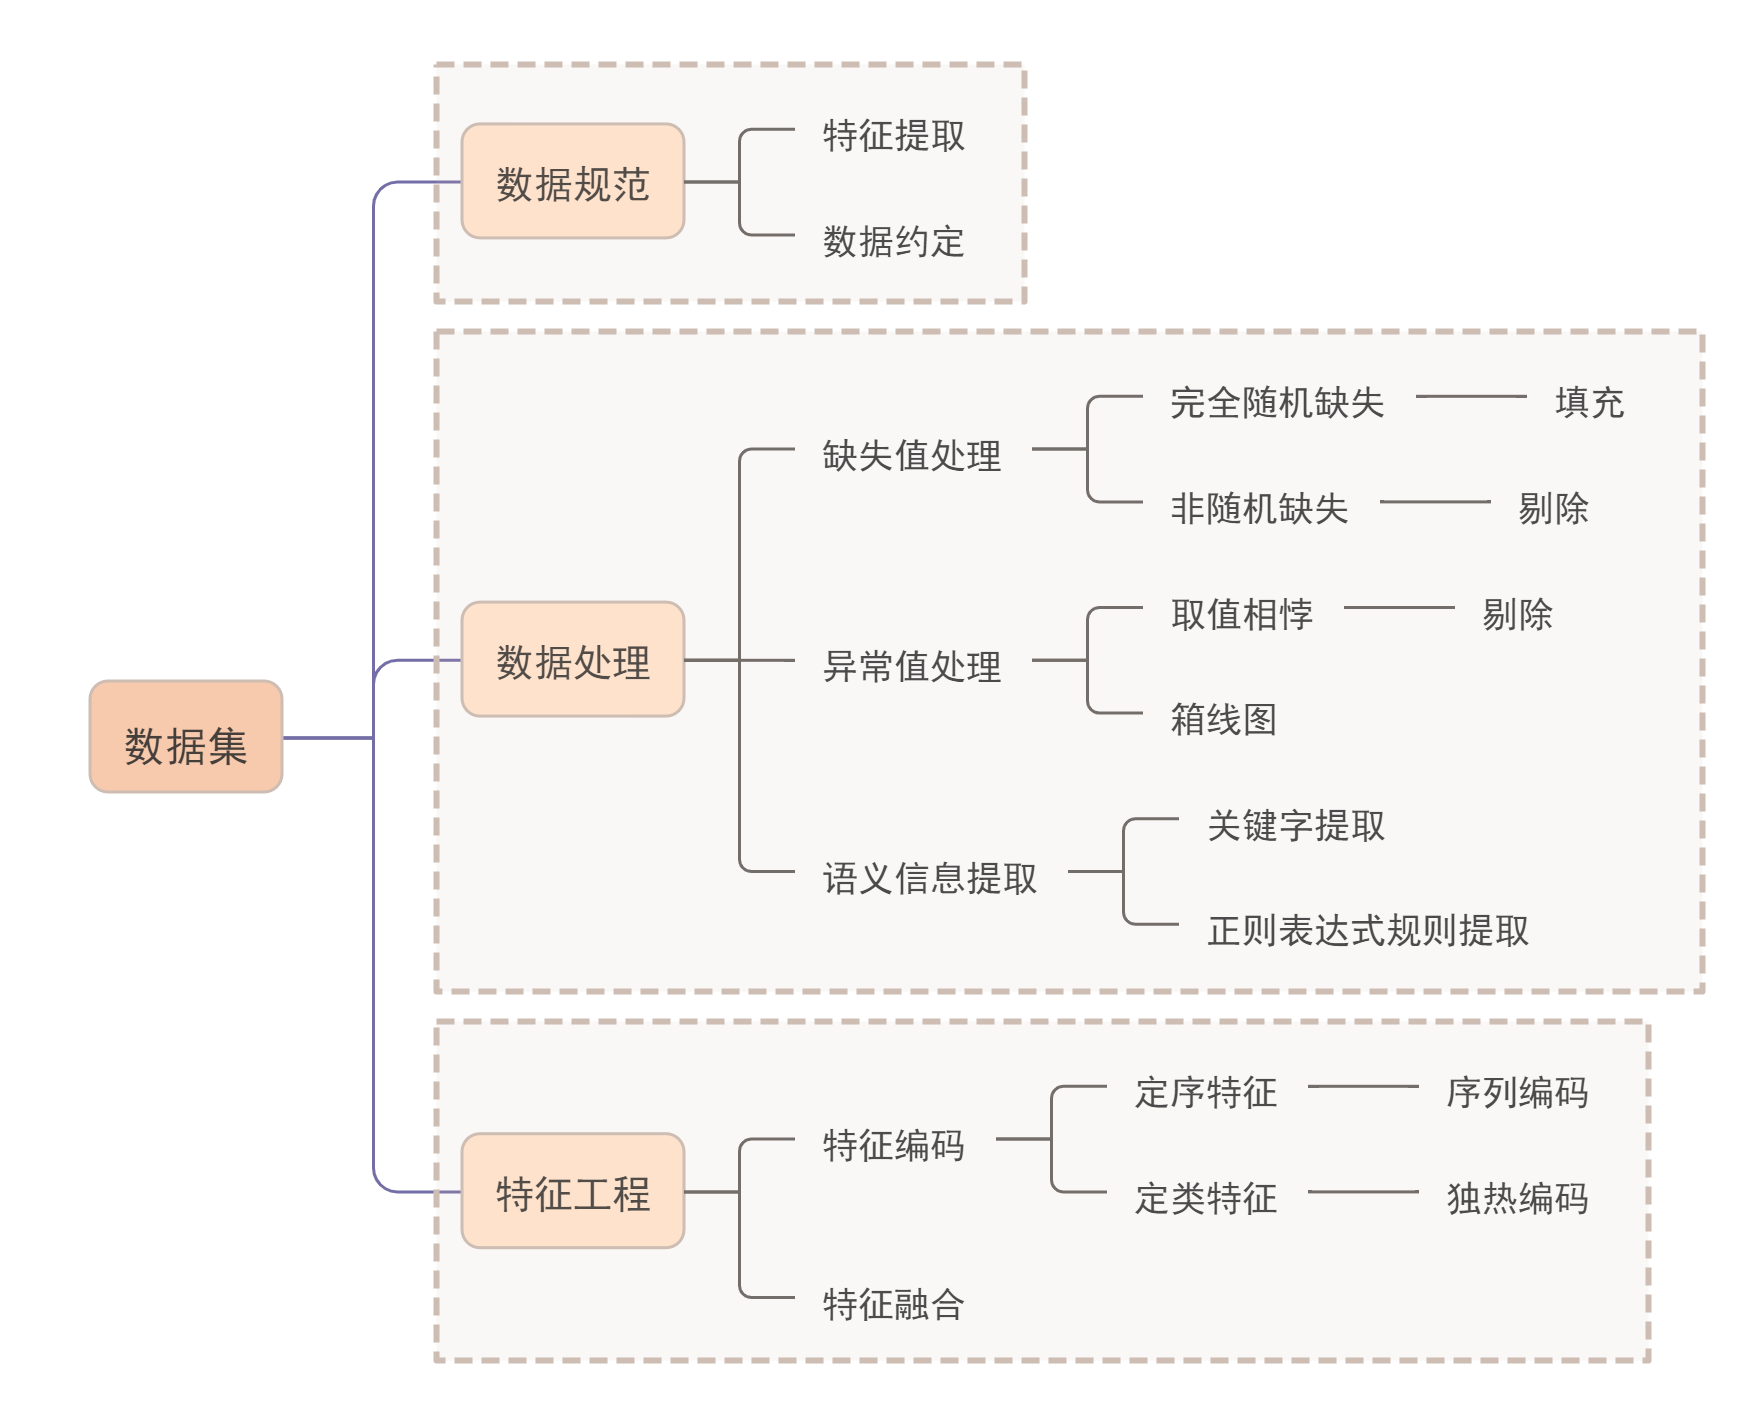 数据集
数据规范
特征提取
数据约定
数据处理
缺失值处理
完全随机缺失
填充
非随机缺失
剔除
异常值处理
取值相悖
剔除
箱线图
语义信息提取
关键字提取
正则表达式规则提取
特征工程
特征编码
定序特征
序列编码
定类特征
独热编码
特征融合